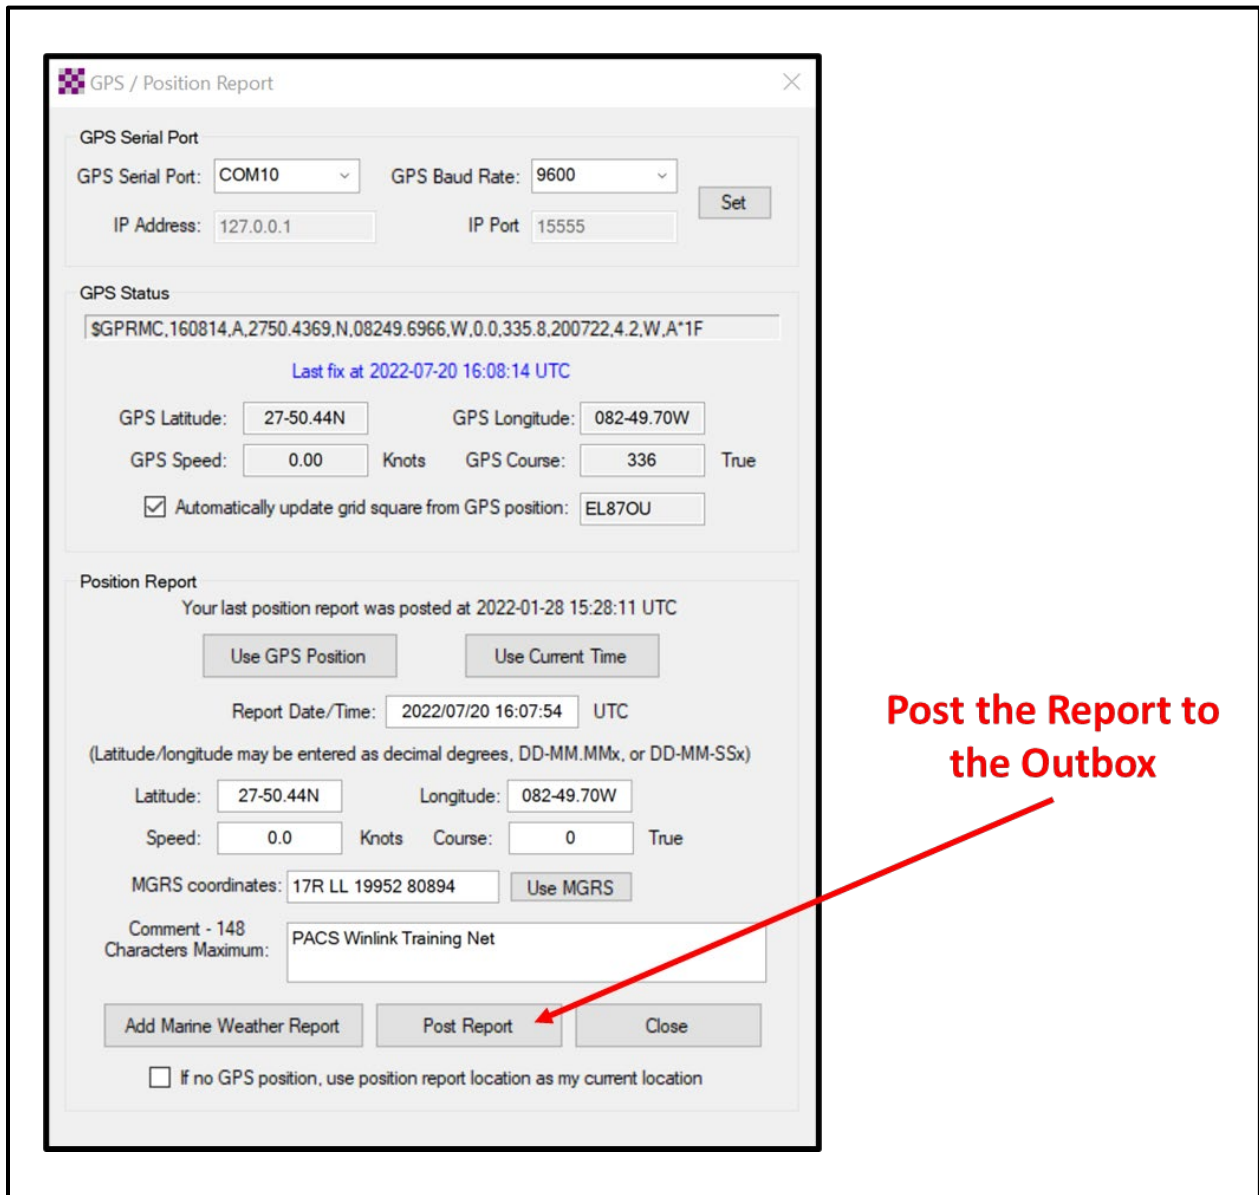 GPS / Position Report
GPS Serial Port
GPS Serial Port: COM10 GPS Baud Rate: 9600
Set
IP Address: 127.0.0.1 IP Port 15555
GPS Status
$GPRMC,160814,A,2750.4369,N,08249.6966,W,0.0,335.8,200722,4.2,W,A*1F
Last fix at 2022-07-20 16:08:14 UTC
GPS Latitude: 27-50.44N GPS Longitude: 082-49.70W
GPS Speed: 0.00 Knots GPS Course: 336 True
Automatically update grid square from GPS position: EL87OU
Position Report
Your last position report was posted at 2022-01-28 15:28:11 UTC
Use GPS Position Use Current Time
Report Date/Time: 2022/07/20 16:07:54 UTC
(Latitude/longitude may be entered as decimal degrees, DD-MM.MMx, or DD-MM-SSx)
Latitude: 27-50.44N Longitude: 082-49.70W
Speed: 0.0 Knots Course: 0 True
MGRS coordinates: 17R LL 19952 80894 Use MGRS
Comment - 148
Characters Maximum:
PACS Winlink Training Net
Add Marine Weather Report Post Report Close
If no GPS position, use position report location as my current location
Post the Report to
the Outbox